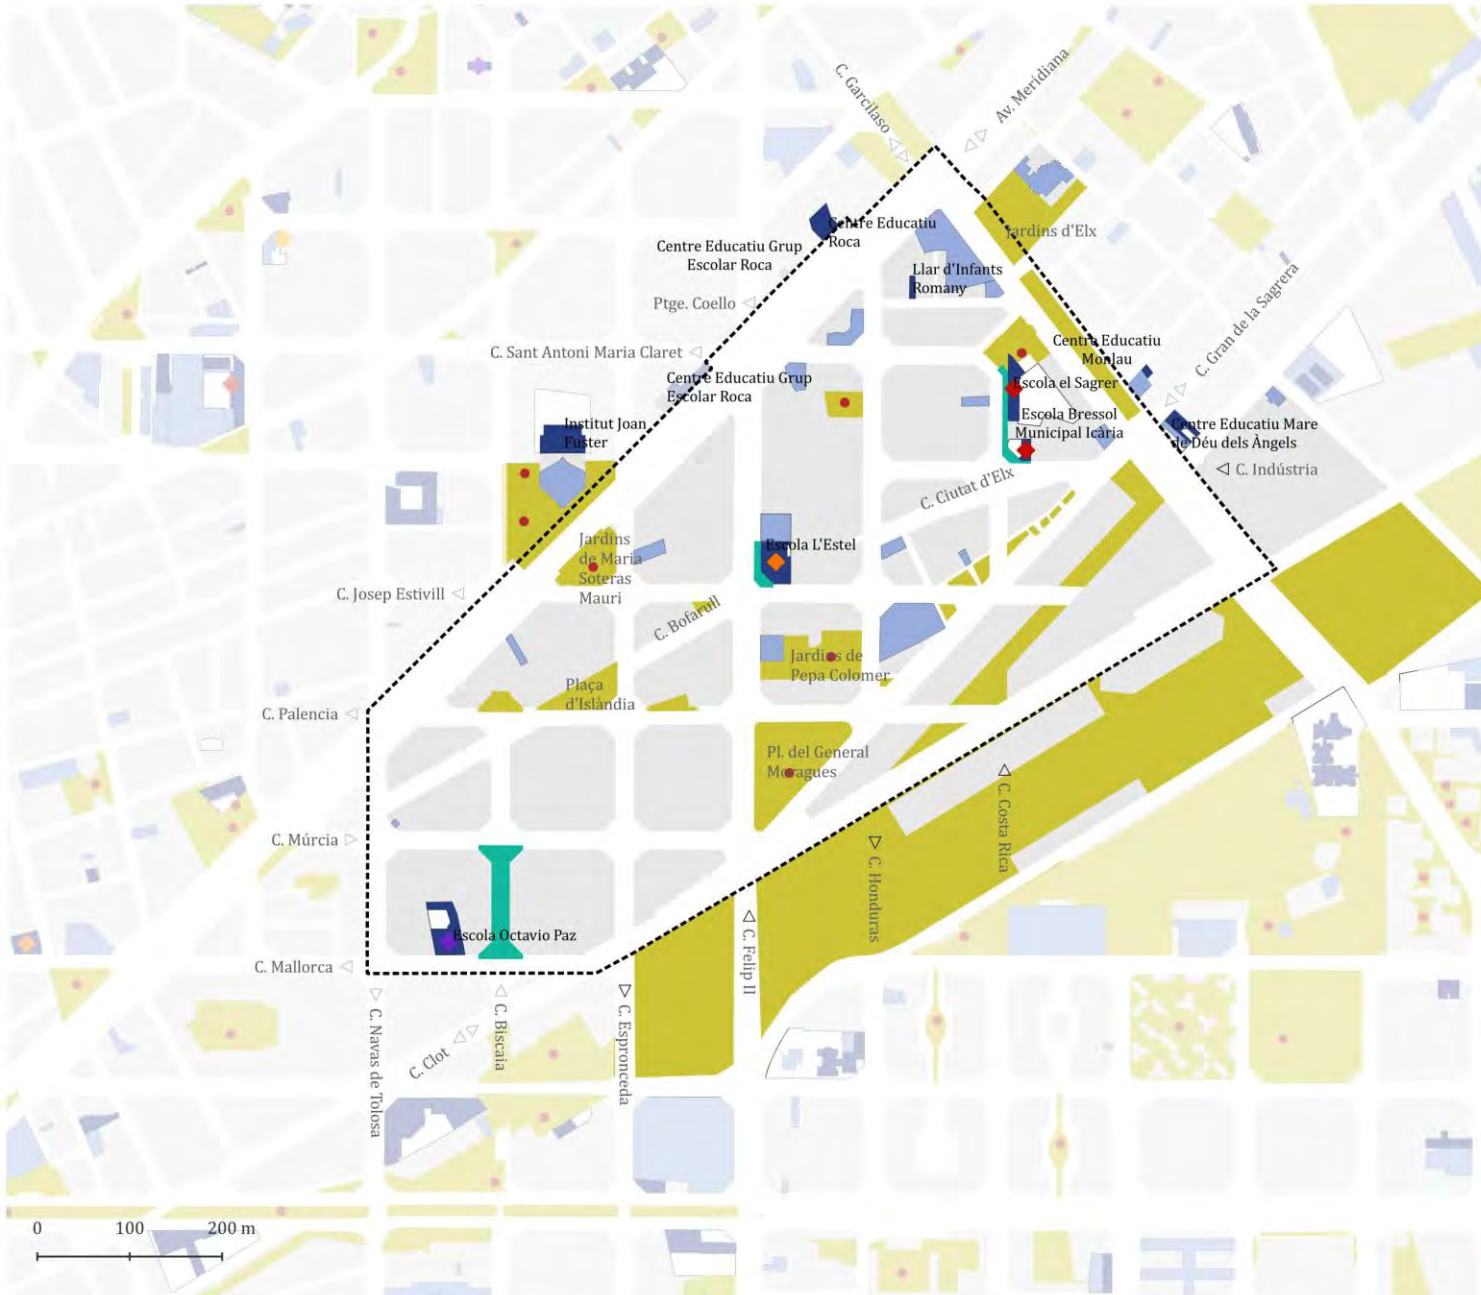 C. Garcilaso
Av. Meridiana
Centre Educatiu
Roca
Jardins d'Elx
Centre Educatiu Grup
Escolar Roca
Llar d'Infants
Romany
C. Gran de la Sagrera
Ptge. Coello
C. Sant Antoni Maria Claret
Centre Educatiu
Monlau
Centre Educatiu Grup
Escolar Roca
Escola el Sagrer
Institut Joan
Fuster
Escola Bressol
Municipal Icària
Centre Educatiu Mare
de Déu dels Àngels
C. Indústria
C. Ciutat d'Elx
Jardins
de Maria
Soteras
Mauri
Escola L'Estel
C. Josep Estivill
C. Bofarull
Jardins de
Pepa Colomer
Plaça
d'Islàndia
C. Palencia
Pl. del General
Moragues
C. Costa Rica
C. Múrcia
C. Honduras
Escola Octavio Paz
C. Felip II
C. Mallorca
C. Navas de Tolosa
C. Clot
C. Biscaia
C. Espronceda
0 100 200 m